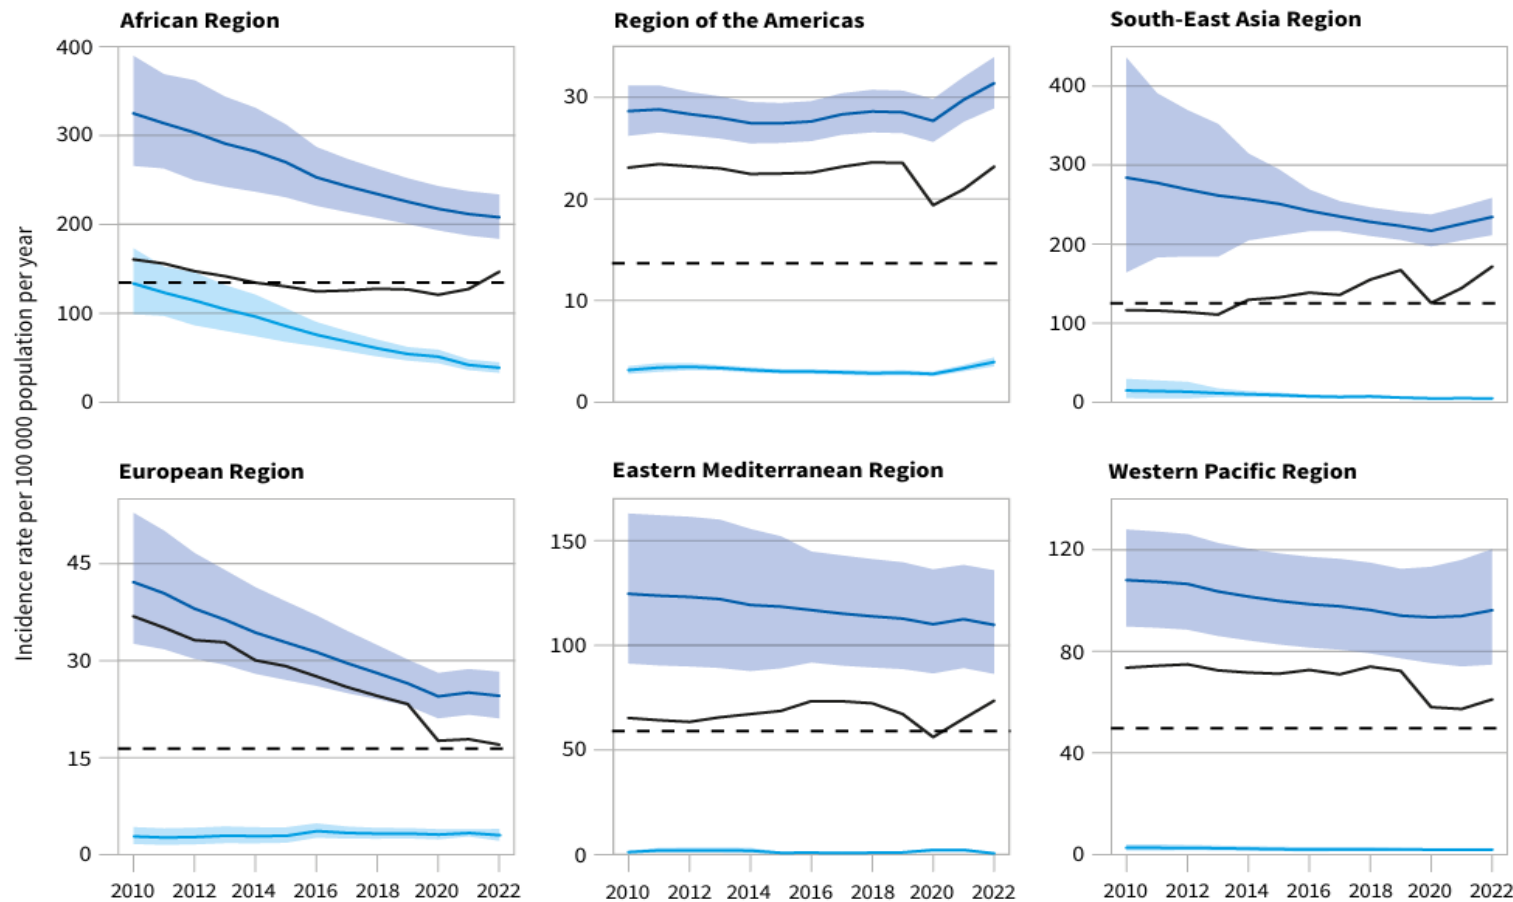 African Region
Region of the Americas
South-East Asia Region
Incidence rate per 100 000 population per year
400
300
200
100
0
30
20
10
0
400
300
200
100
0
European Region
Eastern Mediterranean Region
Western Pacific Region
45
30
15
0
150
100
50
0
120
80
40
0
2010 2012 2014 2016 2018 2020 2022
2010 2012 2014 2016 2018 2020 2022
2010 2012 2014 2016 2018 2020 2022